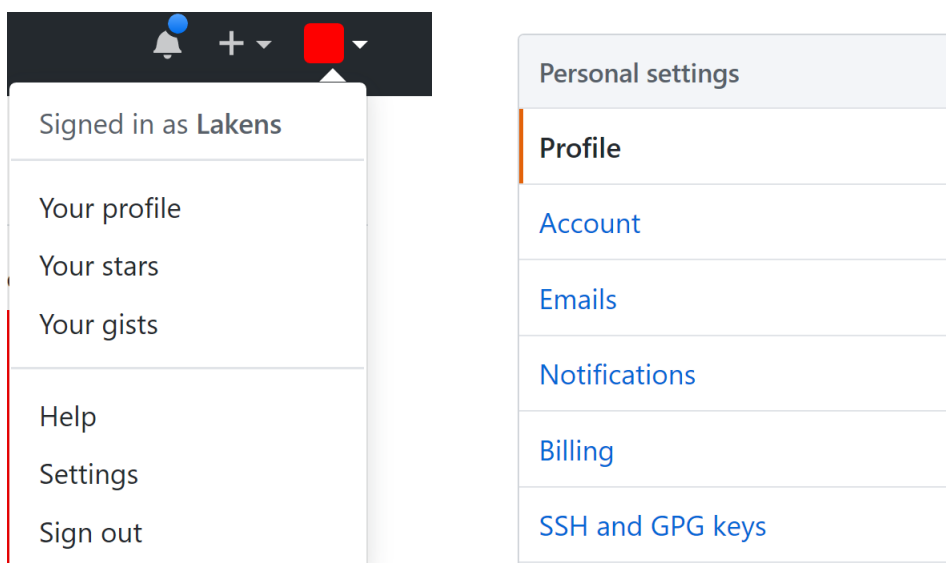 Signed in as Lakens
Your profile
Your stars
Your gists
Help
Settings
Sign out
Personal settings
Profile
Account
Emails
Notifications
Billing
SSH and GPG keys